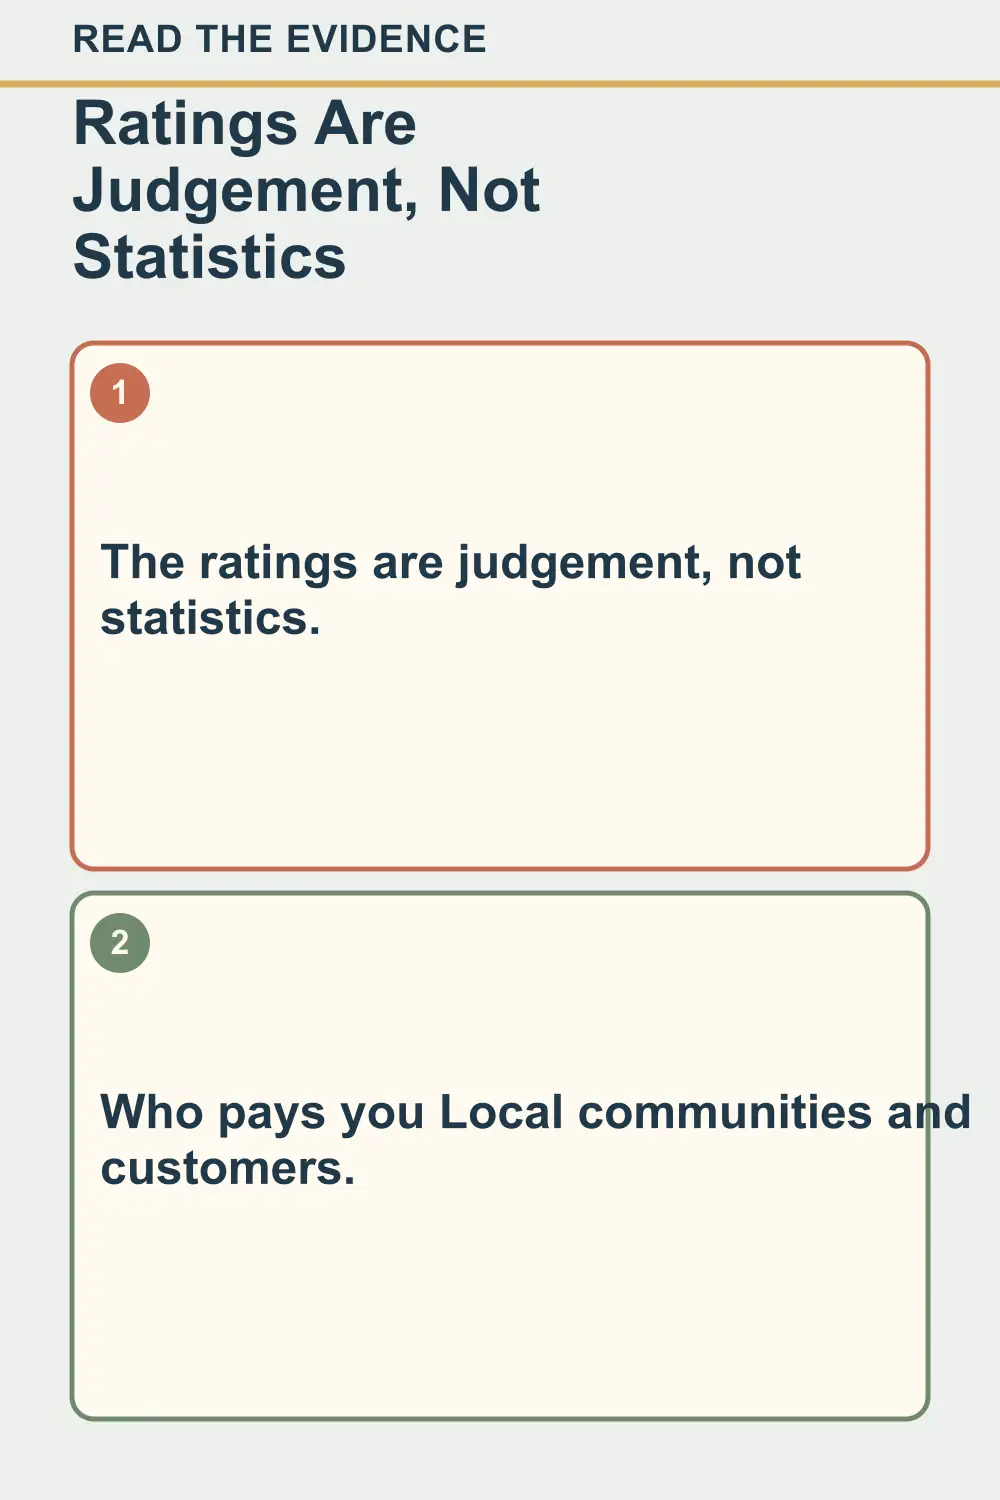 READ THE EVIDENCE
Ratings Are
Judgement, Not
Statistics
1
The ratings are judgement, not
statistics.
2
Who pays you Local communities and
customers.